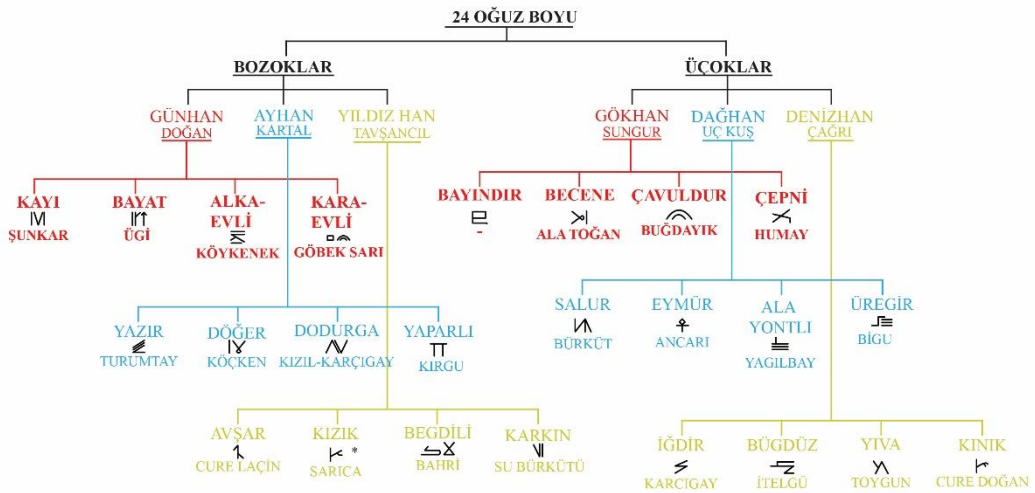 24 OĞUZ BOYU
BOZOKLAR
ÜÇOKLAR
GÜNHAN
DOĞAN
AYHAN
KARTAL
YILDIZ HAN
TAVŞANCIL
GÖKHAN
SUNGUR
DAĞHAN
UÇ KUŞ
DENİZHAN
ÇAĞRI
KAYI
ŞUNKAR
BAYAT
ÜGİ
ALKA-
EVLİ
KÖYKENEK
KARA-
EVLİ
GÖBEK SARI
BAYINDIR
-
BECENE
ALA TOĞAN
ÇAVULDUR
BUĞDAYIK
ÇEPNİ
HUMAY
YAZIR
TURUMTAY
DÖĞER
KÖÇKEN
DODURGA
KIZIL-KARÇIGAY
YAPARLI
KIRGU
SALUR
BÜRKÜT
EYMÜR
ANCARI
ALA
YONTLI
YAGILBAY
ÜREGİR
BİGU
AVŞAR
CURE LAÇİN
KIZIK
*
SARICA
BEGDİLİ
BAHRİ
KARKIN
SU BÜRKÜTÜ
İĞDİR
KARCIGAY
BÜGDÜZ
İTELGÜ
YIVA
TOYGUN
KINIK
CURE DOĞAN